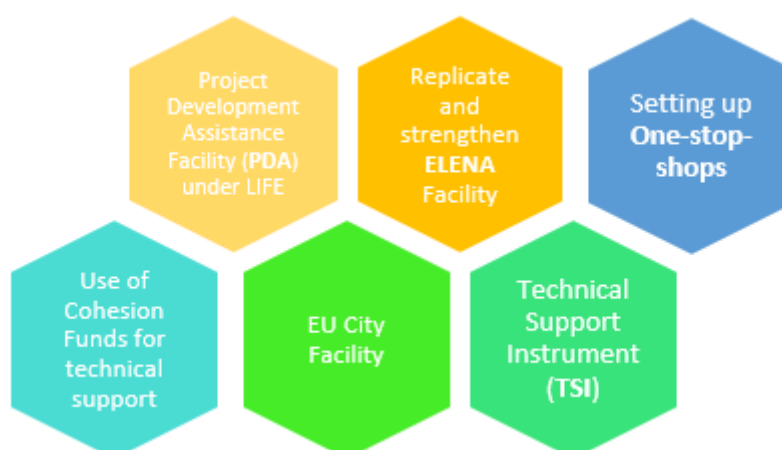 Project
Development
Assistance
Facility (PDA)
under LIFE
Replicate
and
strengthen
ELENA
Facility
Setting up
One-stop-
shops
Use of
Cohesion
Funds for
technical
support
EU City
Facility
Technical
Support
Instrument
(TSI)